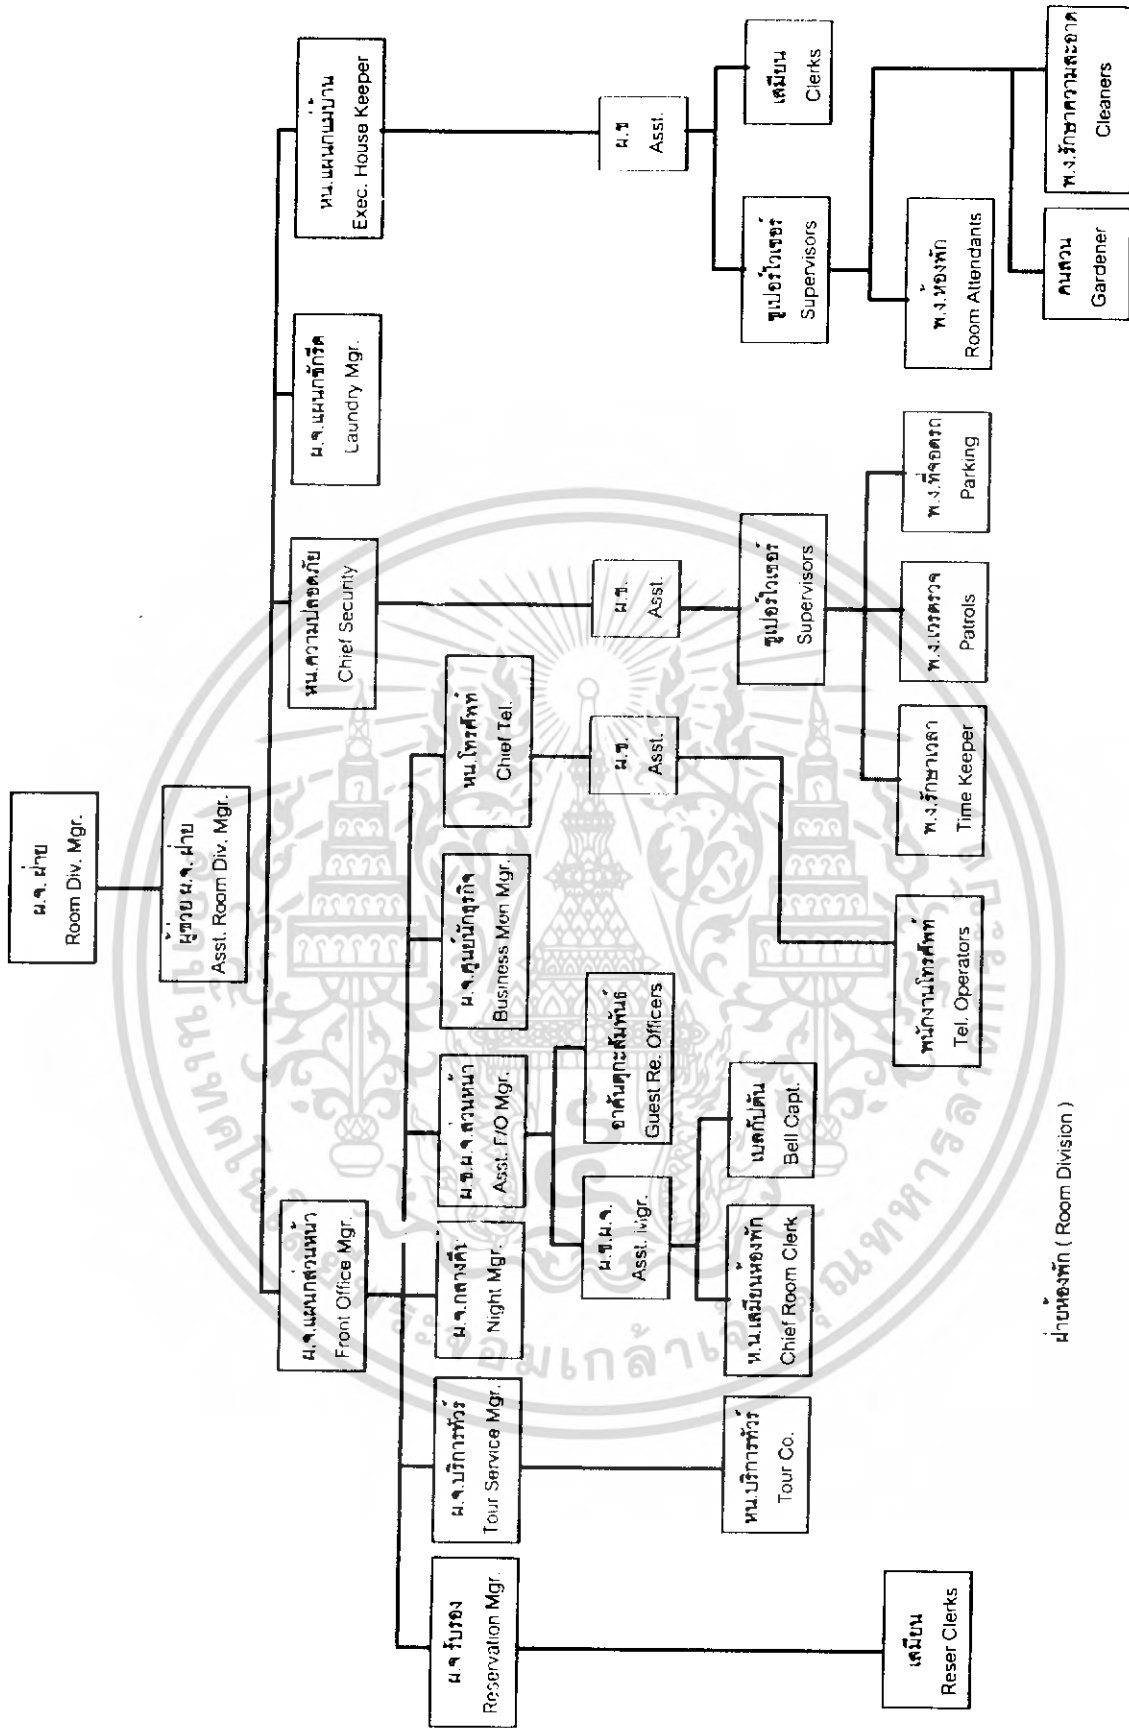 ผ.จ. ฝ่าย
Room Div. Mgr.
ผู้ช่วย ผ.จ. ฝ่าย
Asst. Room Div. Mgr.
ผ.จ.แผนกส่วนหน้า
Front Office Mgr.
หน.ความปลอดภัย
Chief Security
ผ.จ.แผนกซักรีด
Laundry Mgr.
หน.แผนกแม่บ้าน
Exec. House Keeper
ผ.จ รับรอง
Reservation Mgr.
ผ.จ.บริการทัวร์
Tour Service Mgr.
ผ.จ.กลางคืน
Night Mgr.
ผ.ช.ผ.จ.ส่วนหน้า
Asst. F/O Mgr.
ผ.จ.ศูนย์นักธุรกิจ
Business Mon Mgr.
หน.โทรศัพท์
Chief Tel.
ผ.ช.ผ.จ.
Asst. Mgr.
อาคันตุกะสัมพันธ์
Guest Re. Officers
ผ.ช.
Asst.
ผ.ช.
Asst.
ผ.ช
Asst.
หน.บริการทัวร์
Tour Co.
ห.น.เสมียนห้องพัก
Chief Room Clerk
เบลกัปตัน
Bell Capt.
ซูเปอร์ไวเซอร์
Supervisors
ซูเปอร์ไวเซอร์
Supervisors
เสมียน
Clerks
เสมียน
Reser Clerks
พนักงานโทรศัพท์
Tel. Operators
พ.ง.รักษาเวลา
Time Keeper
พ.ง.เวรตรวจ
Patrols
พ.ง.ที่จอดรถ
Parking
พ.ง.ห้องพัก
Room Attendants
คนสวน
Gardener
พ.ง.รักษาความสะอาด
Cleaners
ฝ่ายห้องพัก ( Room Division )